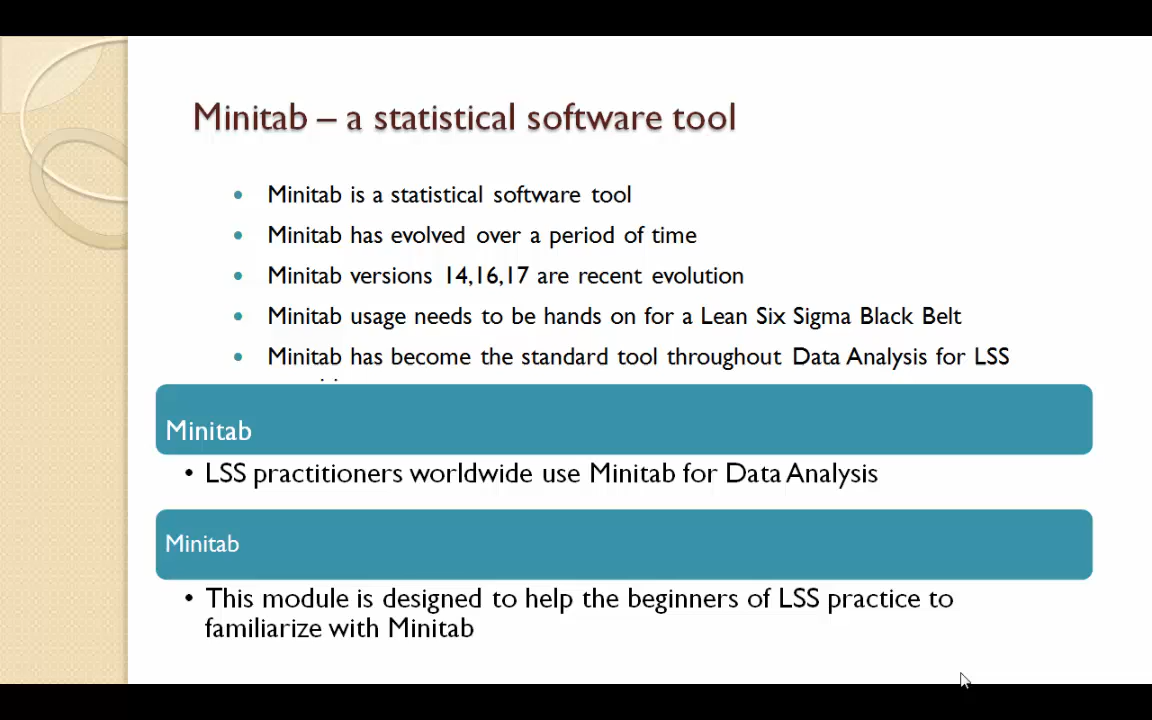 Minitab – a statistical software tool
• Minitab is a statistical software tool
• Minitab has evolved over a period of time
• Minitab versions 14,16,17 are recent evolution
• Minitab usage needs to be hands on for a Lean Six Sigma Black Belt
• Minitab has become the standard tool throughout Data Analysis for LSS
Minitab
• LSS practitioners worldwide use Minitab for Data Analysis
Minitab
• This module is designed to help the beginners of LSS practice to
familiarize with Minitab